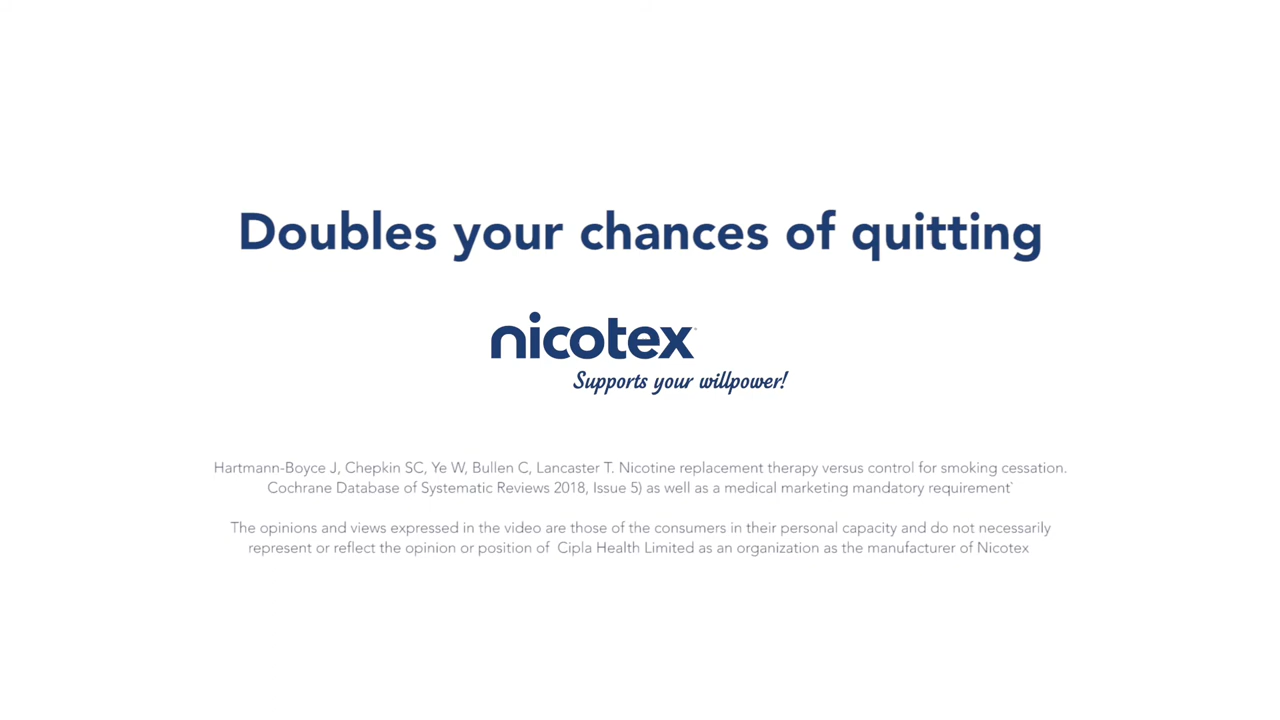 Doubles your chances of quitting
nicotex
Supports your willpower!
Hartmann-Boyce J, Chepkin SC, Ye W, Bullen C, Lancaster T. Nicotine replacement therapy versus control for smoking cessation.
Cochrane Database of Systematic Reviews 2018, Issue 5) as well as a medical marketing mandatory requirement`
The opinions and views expressed in the video are those of the consumers in their personal capacity and do not necessarily
represent or reflect the opinion or position of Cipla Health Limited as an organization as the manufacturer of Nicotex